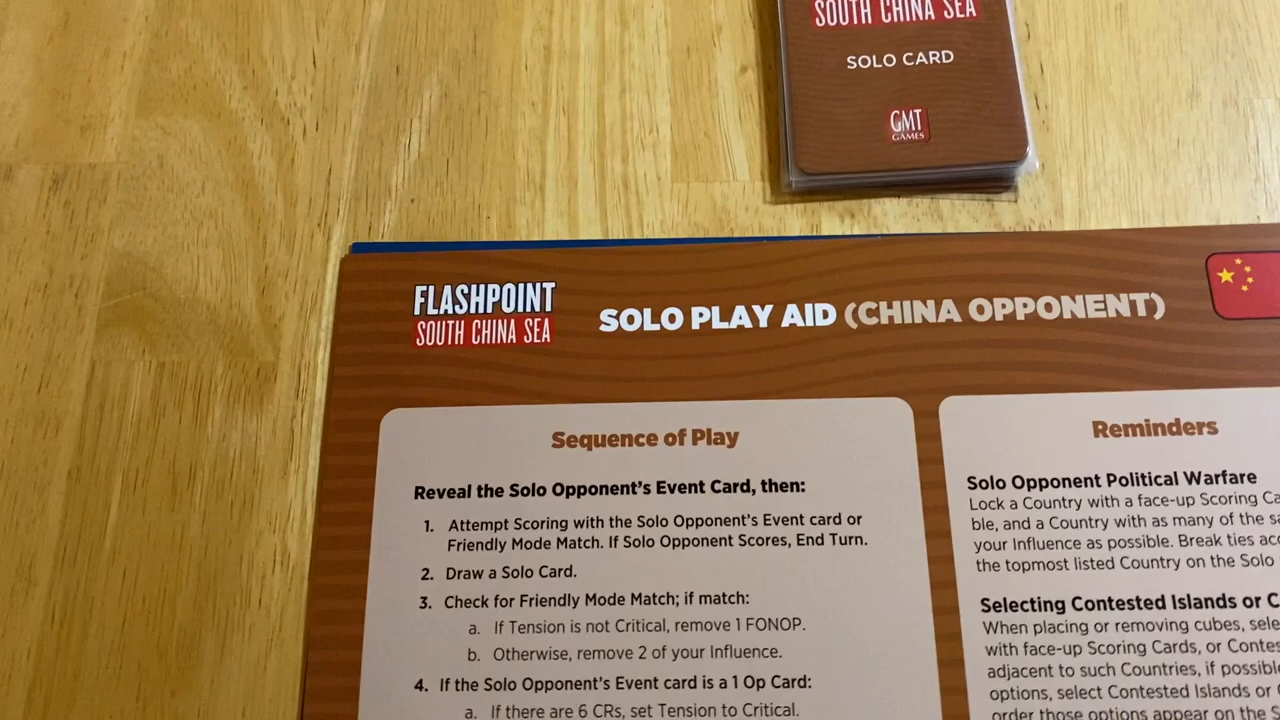 SOUTH CHINA SEA
SOLO CARD
GMT
GAMES
FLASHPOINT
SOUTH CHINA SEA
SOLO PLAY AID (CHINA OPPONENT)
Sequence of Play
Reveal the Solo Opponent's Event Card, then:
1. Attempt Scoring with the Solo Opponent's Event card or
Friendly Mode Match. If Solo Opponent Scores, End Turn.
2. Draw a Solo Card.
3. Check for Friendly Mode Match; if match:
a. If Tension is not Critical, remove 1 FONOP.
b. Otherwise, remove 2 of your Influence.
4. If the Solo Opponent's Event card is a 1 Op Card:
a. If there are 6 CRs, set Tension to Critical.
Reminders
Solo Opponent Political Warfare
Lock a Country with a face-up Scoring Ca
ble, and a Country with as many of the sa
your Influence as possible. Break ties acc
the topmost listed Country on the Solo
Selecting Contested Islands or C
When placing or removing cubes, sele
with face-up Scoring Cards, or Contes
adjacent to such Countries, if possibl
options, select Contested Islands or
order those options appear on the S